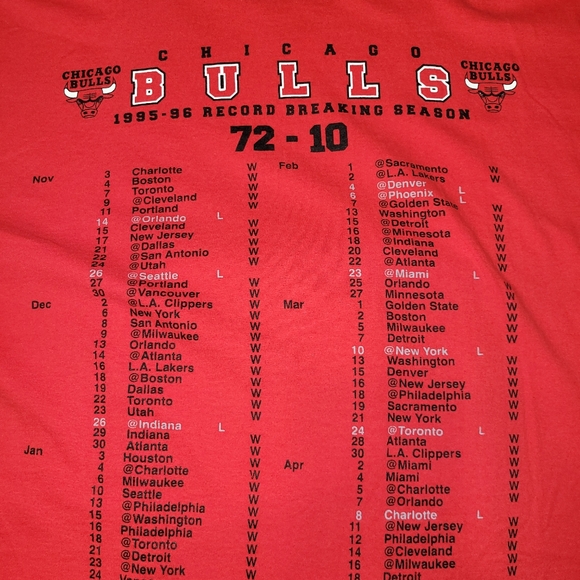 CHICAGO
CHICAGO BULLS
BULLS
CHICAGO BULLS
1995-96 RECORD BREAKING SEASON
72 - 10
Nov 3 Charlotte W
4 Boston W
7 Toronto W
9 @Cleveland W
11 Portland W
14 @Orlando L
15 Cleveland W
17 New Jersey W
21 @Dallas W
22 @San Antonio W
24 @Utah W
26 @Seattle L
27 @Portland W
30 @Vancouver W
Dec 2 @L.A. Clippers W
6 New York W
8 San Antonio W
9 @Milwaukee W
13 Orlando W
14 @Atlanta W
16 L.A. Lakers W
18 @Boston W
19 Dallas W
22 Toronto W
23 Utah W
26 @Indiana L
29 Indiana W
30 Atlanta W
Jan 3 Houston W
4 @Charlotte W
6 Milwaukee W
10 Seattle W
13 @Philadelphia W
15 @Washington W
16 Philadelphia W
18 @Toronto W
21 @Detroit W
23 @New York W
24
Feb 1 @Sacramento W
2 @L.A. Lakers W
4 @Denver L
6 @Phoenix L
7 @Golden State W
13 Washington W
15 @Detroit W
16 @Minnesota W
18 @Indiana W
20 Cleveland W
22 @Atlanta W
23 @Miami L
25 Orlando W
27 Minnesota W
Mar 1 Golden State W
2 Boston W
5 Milwaukee W
7 Detroit W
10 @New York L
13 Washington W
15 Denver W
16 @New Jersey W
18 @Philadelphia W
19 Sacramento W
21 New York W
24 @Toronto L
28 Atlanta W
30 L.A. Clippers W
Apr 2 @Miami W
4 Miami W
5 @Charlotte W
7 @Orlando W
8 Charlotte L
11 @New Jersey W
12 Philadelphia W
14 @Cleveland W
16 @Milwaukee W
18 Detroit W